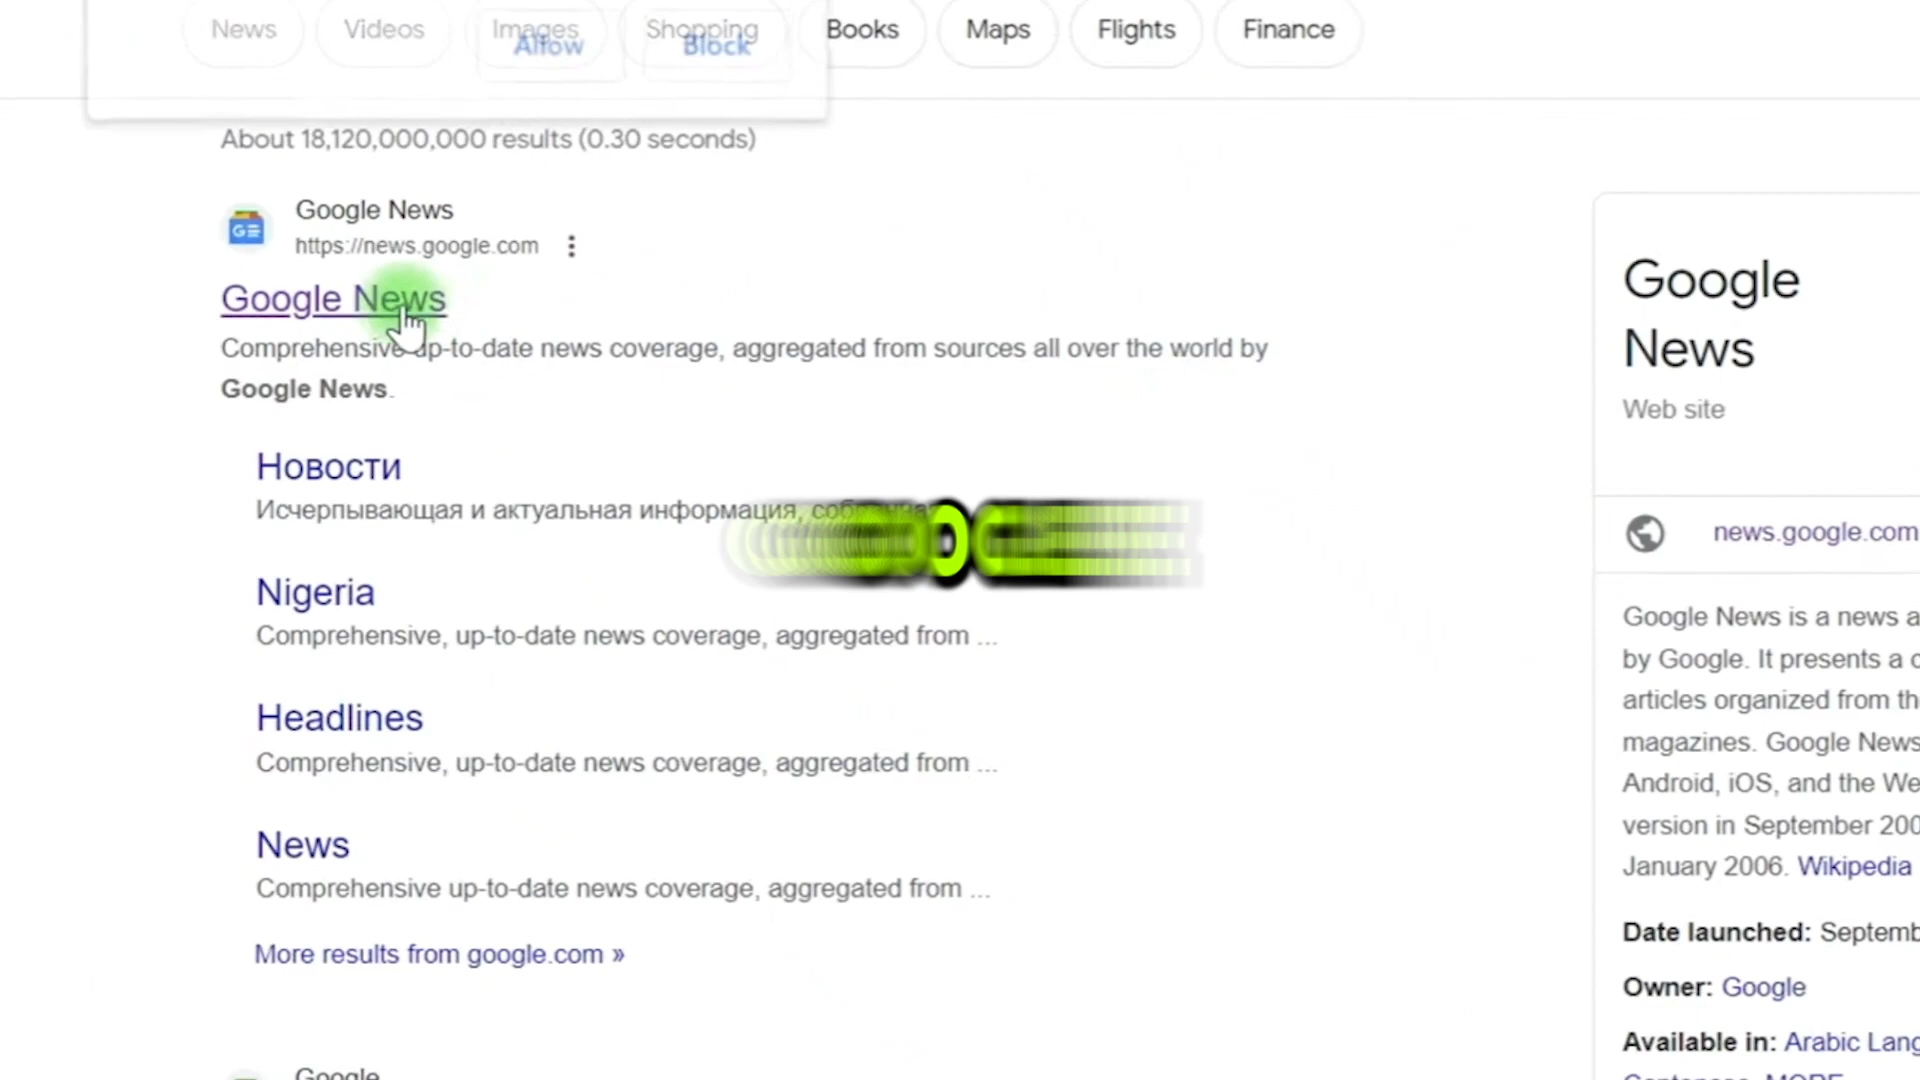 News Videos Images Shopping Books Maps Flights Finance
Allow Block
About 18,120,000,000 results (0.30 seconds)
Google News
https://news.google.com
Google News
Comprehensive up-to-date news coverage, aggregated from sources all over the world by
Google News.
Новости
Исчерпывающая и актуальная информация,
Nigeria
Comprehensive, up-to-date news coverage, aggregated from ...
Headlines
Comprehensive, up-to-date news coverage, aggregated from ...
News
Comprehensive up-to-date news coverage, aggregated from ...
More results from google.com »
Google
Google
News
Web site
news.google.com
Google News is a news a
by Google. It presents a c
articles organized from th
magazines. Google News
Android, iOS, and the We
version in September 200
January 2006. Wikipedia
Date launched: Septemb
Owner: Google
Available in: Arabic Lang
MORE